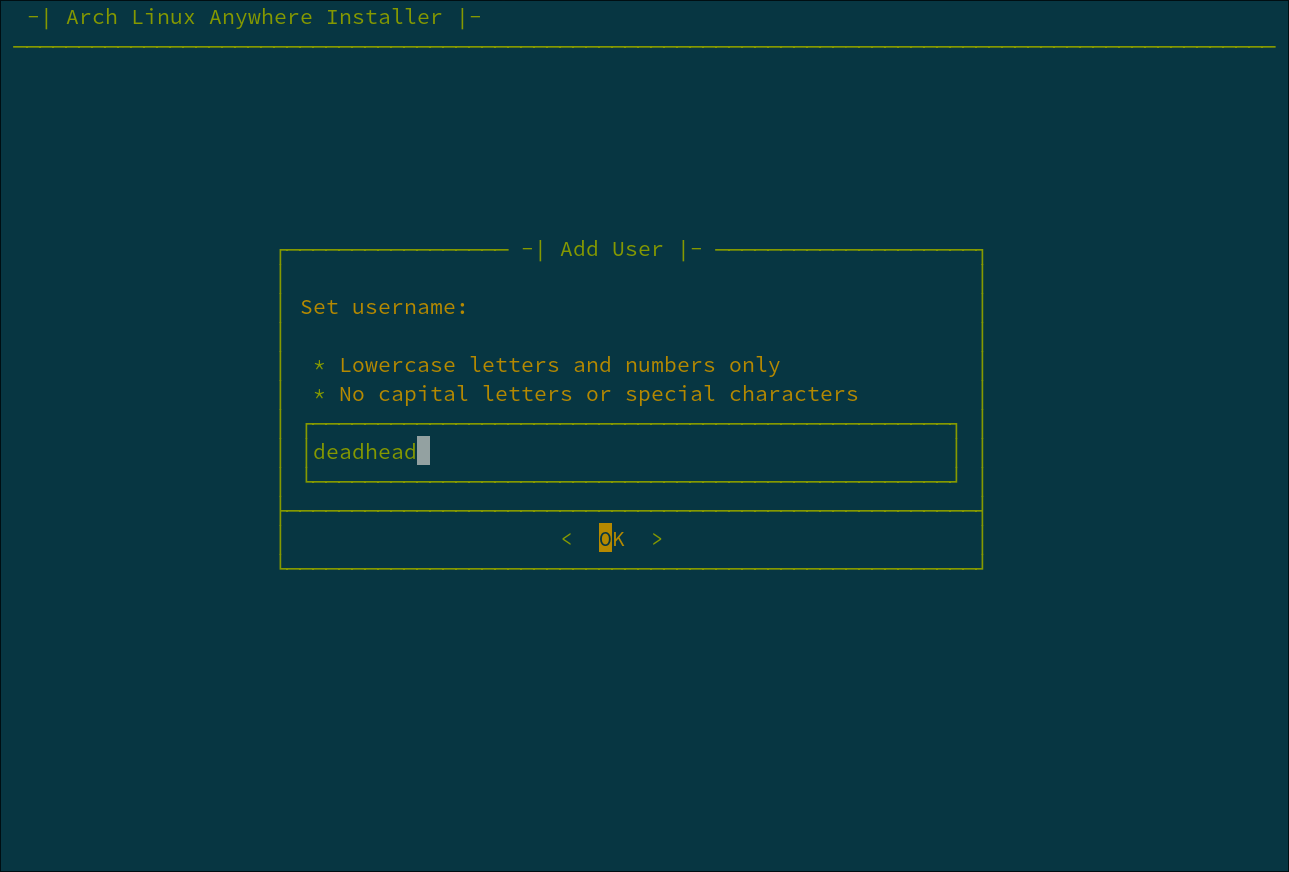 -| Arch Linux Anywhere Installer |-
-| Add User |-
Set username:
* Lowercase letters and numbers only
* No capital letters or special characters
deadhead
< OK >